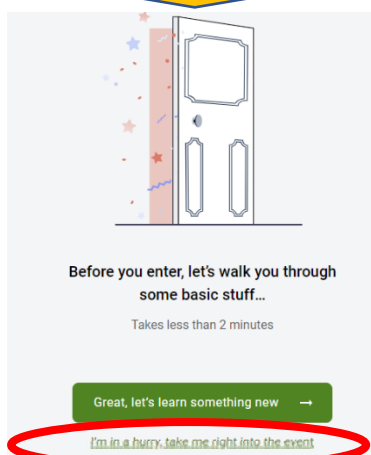 Before you enter, let's walk you through
some basic stuff...
Takes less than 2 minutes
Great, let's learn something new →
I'm in a hurry, take me right into the event